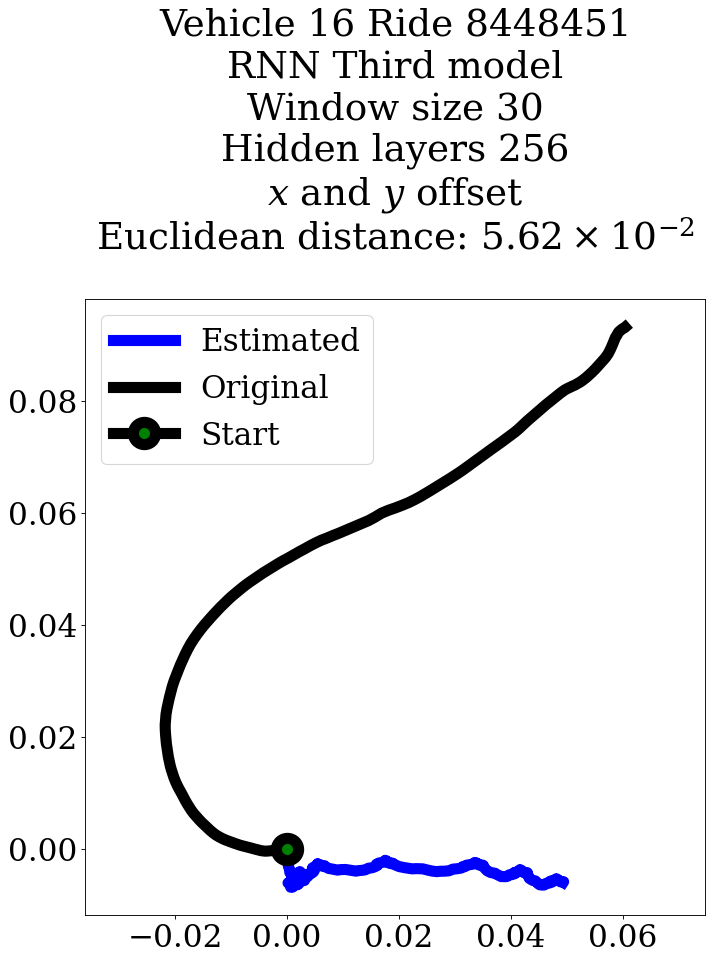 Vehicle 16 Ride 8448451
RNN Third model
Window size 30
Hidden layers 256
x and y offset
Euclidean distance: 5.62 × 10⁻²
Estimated
Original
Start
0.08
0.06
0.04
0.02
0.00
−0.02 0.00 0.02 0.04 0.06